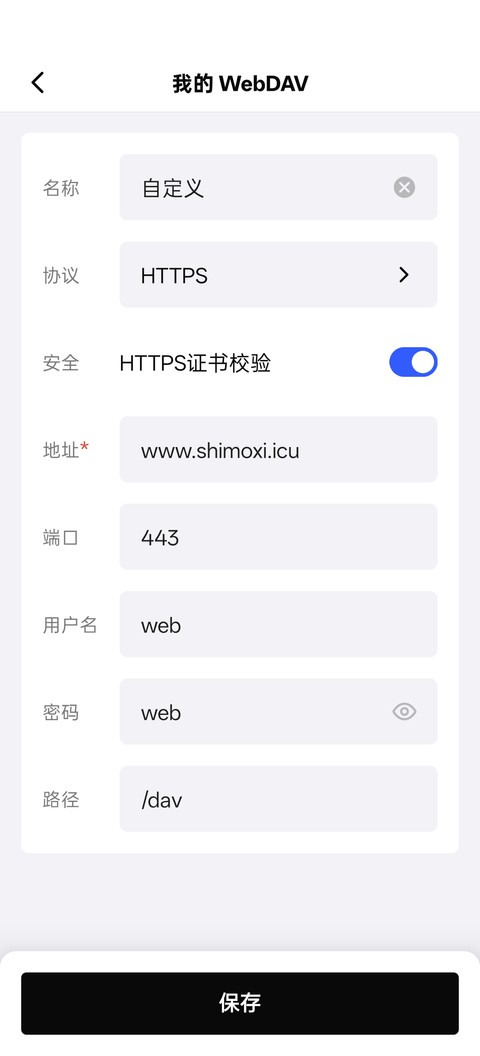 我的 WebDAV
名称 自定义
协议 HTTPS
安全 HTTPS证书校验
地址* www.shimoxi.icu
端口 443
用户名 web
密码 web
路径 /dav
保存